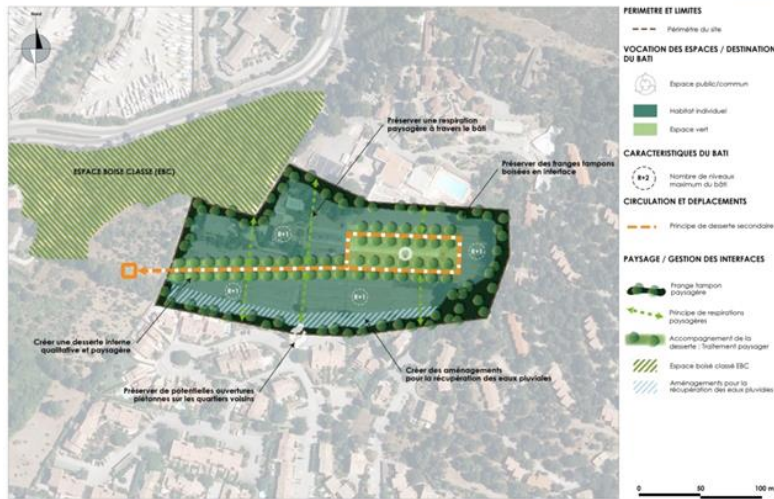 Nord
Préserver une respiration
paysagère à travers le bâti
Préserver des franges tampons
boisées en interface
ESPACE BOISE CLASSE (EBC)
R+1
R+1
R+1
R+1
Créer une desserte interne
qualitative et paysagère
Préserver de potentielles ouvertures
piétonnes sur les quartiers voisins
Créer des aménagements
pour la récupération des eaux pluviales
PERIMETRE ET LIMITES
Périmètre du site
VOCATION DES ESPACES / DESTINATION
DU BATI
Espace public/commun
Habitat individuel
Espace vert
CARACTERISTIQUES DU BATI
R+2
Nombre de niveaux
maximum du bâti
CIRCULATION ET DEPLACEMENTS
Principe de desserte secondaire
PAYSAGE / GESTION DES INTERFACES
Frange tampon
paysagère
Principe de respirations
paysagères
Accompagnement de la
desserte : Traitement paysager
Espace boisé classé EBC
Aménagements pour la
récupération des eaux pluviales
0 50 100 m